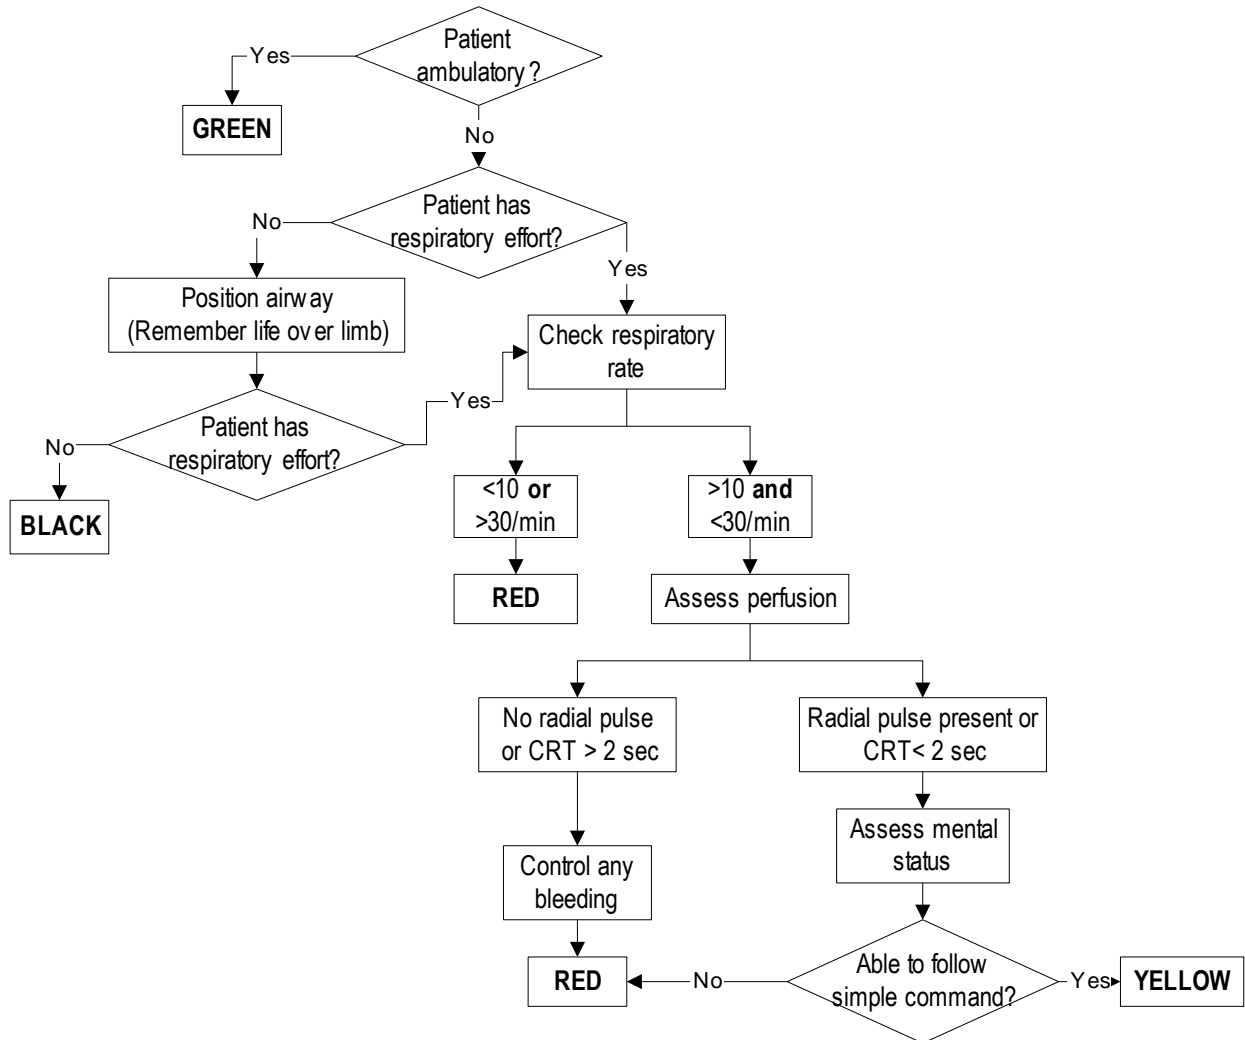 Patient
ambulatory?
Yes
GREEN
No
Patient has
respiratory effort?
No
Yes
Position airway
(Remember life over limb)
Check respiratory
rate
Yes
Patient has
respiratory effort?
No
BLACK
<10 or
>30/min
>10 and
<30/min
RED
Assess perfusion
No radial pulse
or CRT > 2 sec
Radial pulse present or
CRT< 2 sec
Assess mental
status
Control any
bleeding
Able to follow
simple command?
No
RED
Yes
YELLOW